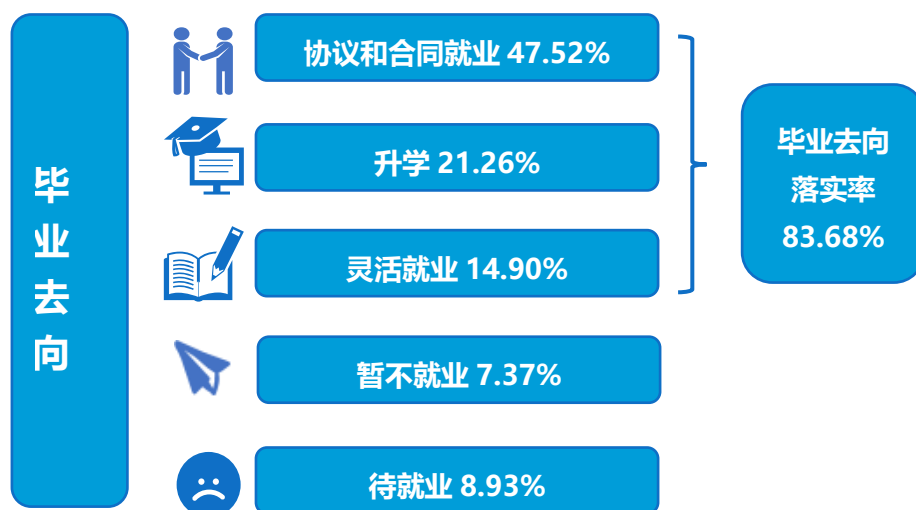 毕业去向
协议和合同就业 47.52%
升学 21.26%
灵活就业 14.90%
暂不就业 7.37%
待就业 8.93%
毕业去向
落实率
83.68%